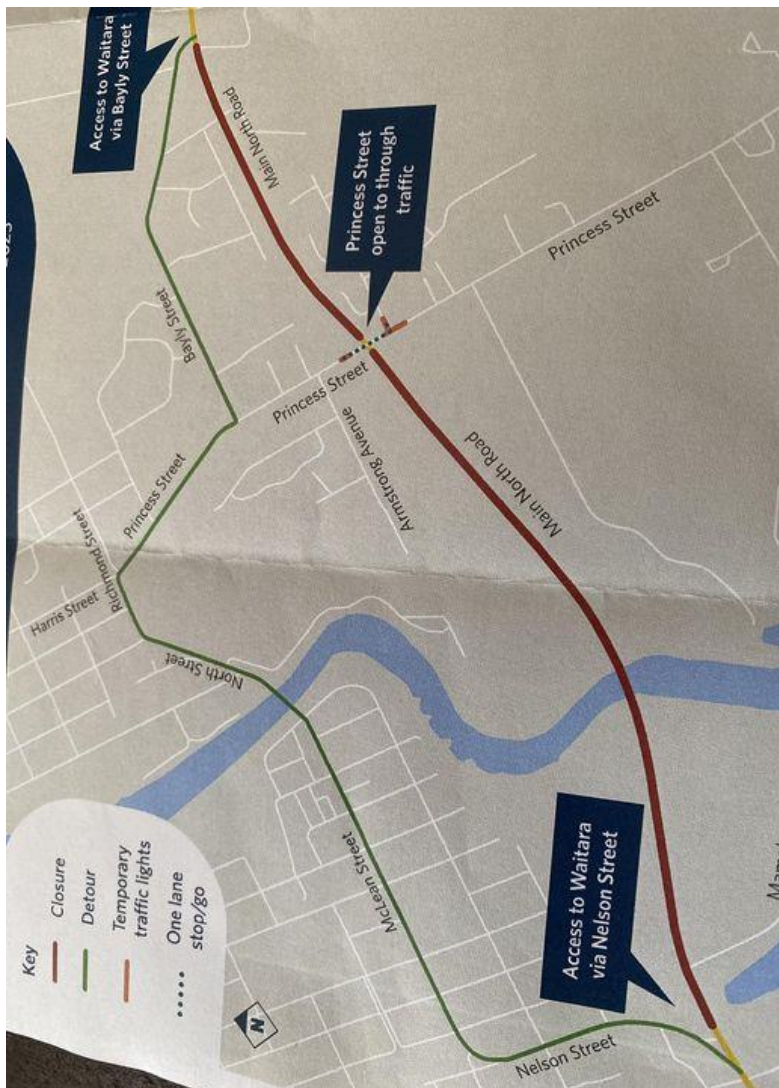 Access to Waitara
via Bayly Street
Main North Road
Princess Street
open to through
traffic
Princess Street
Bayly Street
Princess Street
Armstrong Avenue
Main North Road
Princess Street
Richmond Street
Harris Street
North Street
McLean Street
Access to Waitara
via Nelson Street
Nelson Street
Key
Closure
Detour
Temporary
traffic lights
One lane
stop/go
N